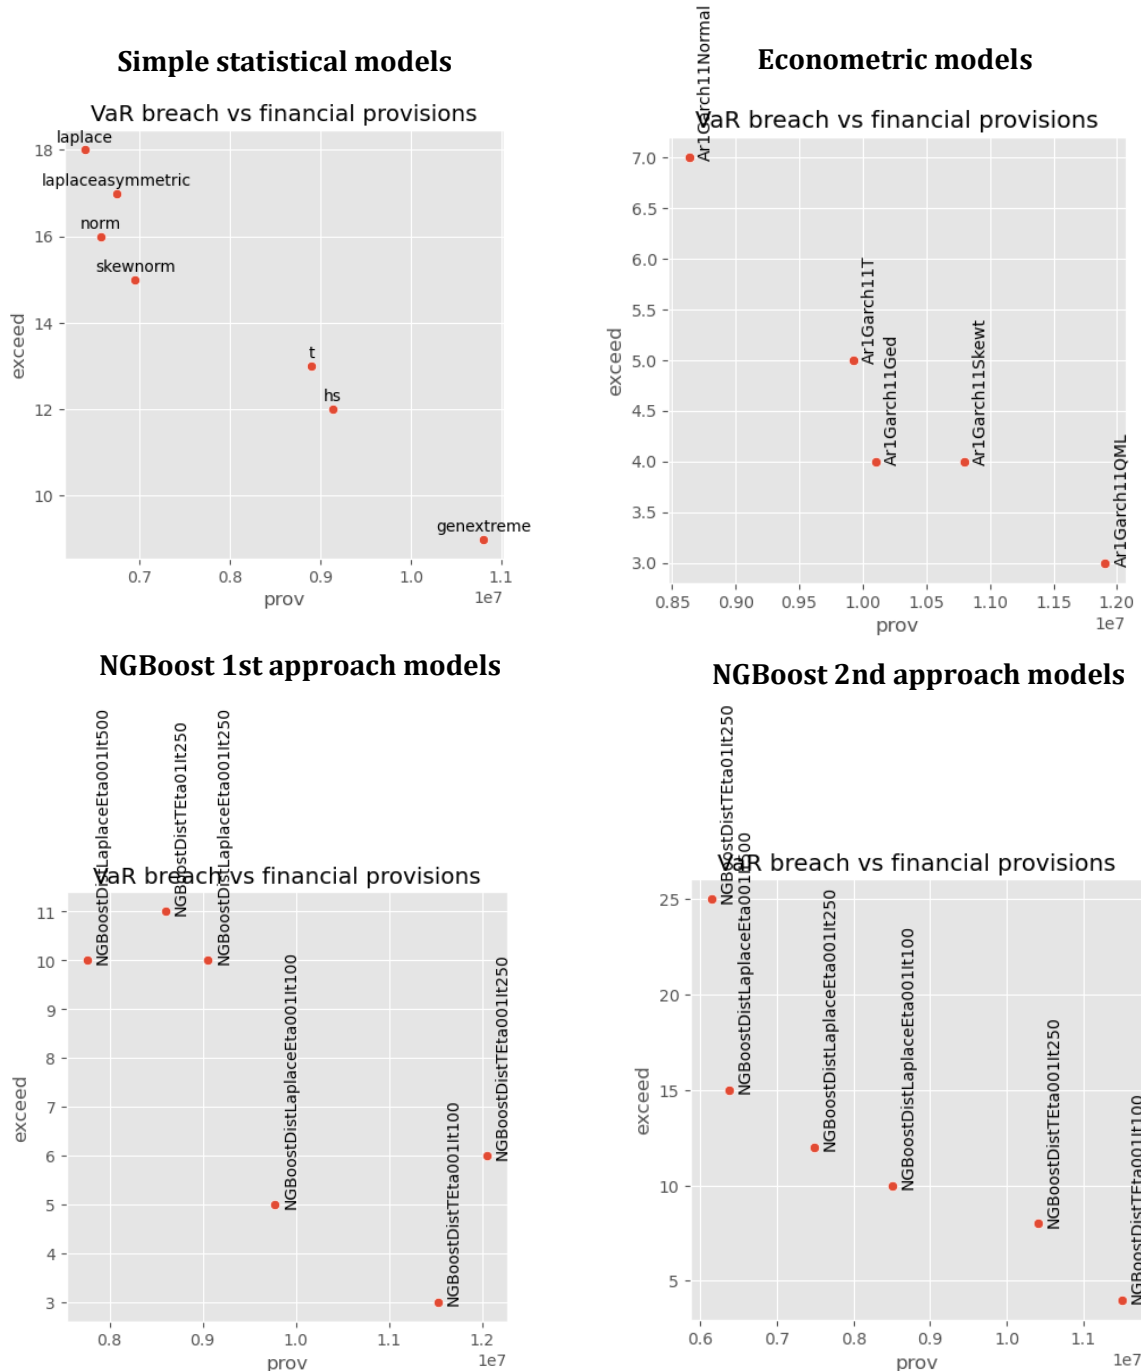 Simple statistical models
VaR breach vs financial provisions
laplace
laplaceasymmetric
norm
skewnorm
t
hs
genextreme
18
16
14
12
10
exceed
0.7 0.8 0.9 1.0 1.1
1e7
prov
Econometric models
VaR breach vs financial provisions
Ar1Garch11Normal
Ar1Garch11T
Ar1Garch11Ged
Ar1Garch11Skewt
Ar1Garch11QML
7.0
6.5
6.0
5.5
5.0
4.5
4.0
3.5
3.0
exceed
0.85 0.90 0.95 1.00 1.05 1.10 1.15 1.20
1e7
prov
NGBoost 1st approach models
VaR breach vs financial provisions
NGBoostDistLaplaceEta001It500
NGBoostDistTEta01It250
NGBoostDistLaplaceEta001It250
NGBoostDistLaplaceEta001It100
NGBoostDistTEta001It100
NGBoostDistTEta001It250
11
10
9
8
7
6
5
4
3
exceed
0.8 0.9 1.0 1.1 1.2
1e7
prov
NGBoost 2nd approach models
VaR breach vs financial provisions
NGBoostDistTEta01It250
NGBoostDistLaplaceEta001It500
NGBoostDistLaplaceEta001It250
NGBoostDistLaplaceEta001It100
NGBoostDistTEta001It250
NGBoostDistTEta001It100
25
20
15
10
5
exceed
0.6 0.7 0.8 0.9 1.0 1.1
1e7
prov